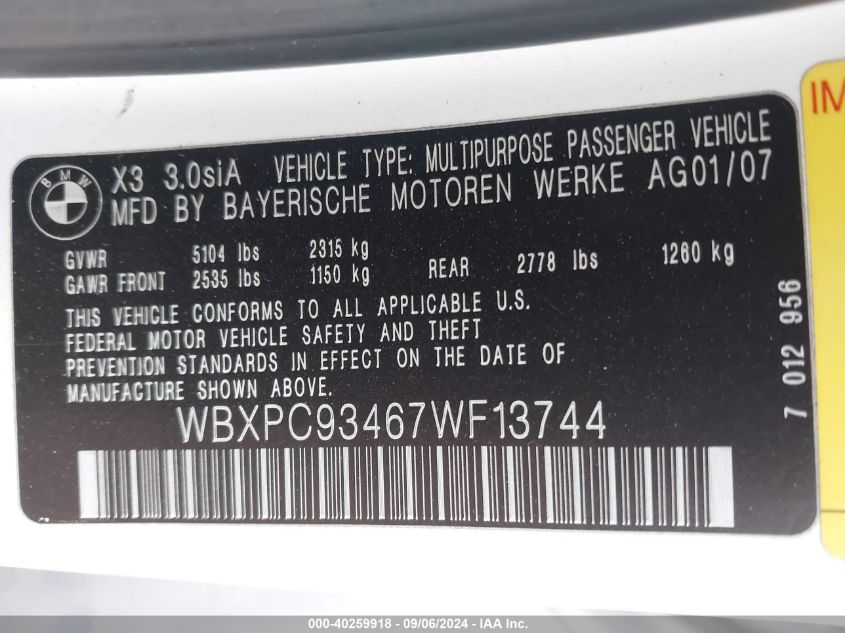 BMW
X3 3.0siA VEHICLE TYPE: MULTIPURPOSE PASSENGER VEHICLE
MFD BY BAYERISCHE MOTOREN WERKE AG01/07
GVWR 5104 lbs 2315 kg
GAWR FRONT 2535 lbs 1150 kg REAR 2778 lbs 1260 kg
THIS VEHICLE CONFORMS TO ALL APPLICABLE U.S.
FEDERAL MOTOR VEHICLE SAFETY AND THEFT
PREVENTION STANDARDS IN EFFECT ON THE DATE OF
MANUFACTURE SHOWN ABOVE.
WBXPC93467WF13744
7 012 956
IM
000-40259918 - 09/06/2024 - IAA Inc.